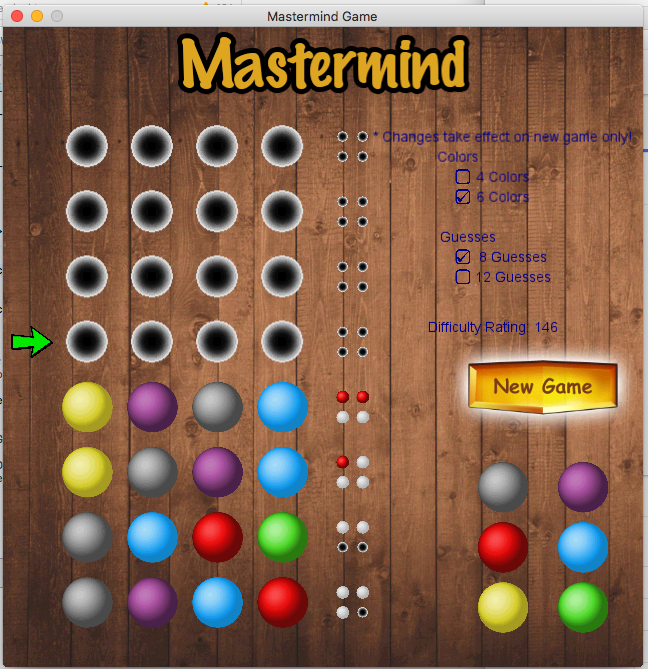 Mastermind Game
Mastermind
* Changes take effect on new game only!
Colors
4 Colors
6 Colors
Guesses
8 Guesses
12 Guesses
Difficulty Rating: 146
New Game